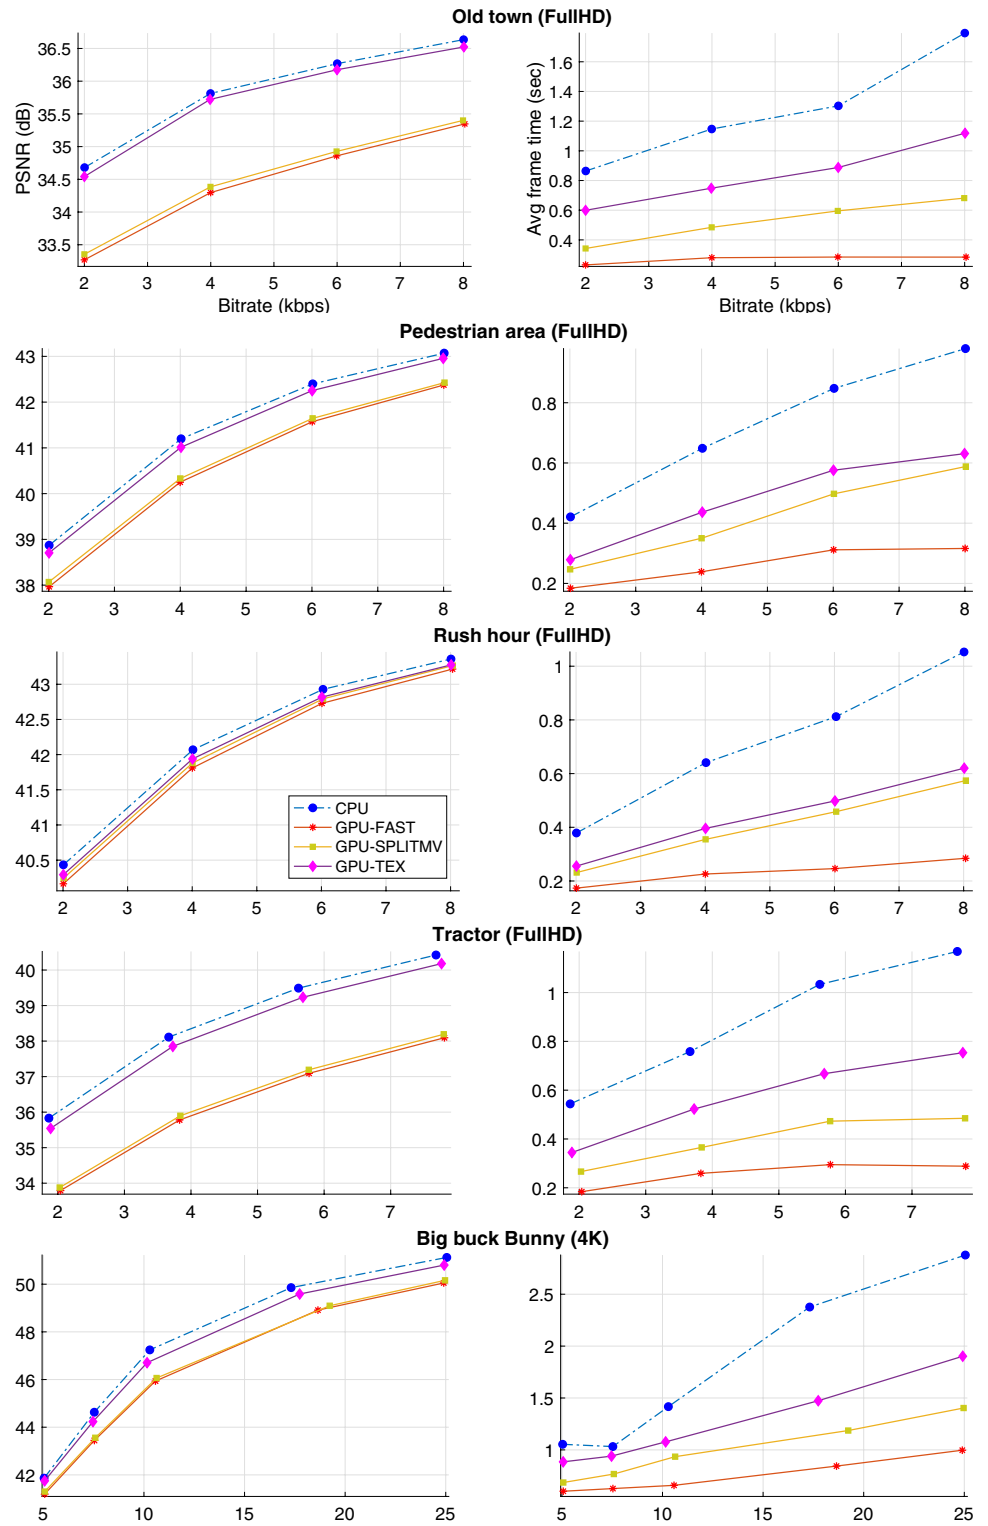 Old town (FullHD)
PSNR (dB)
36.5
36
35.5
35
34.5
34
33.5
2 3 4 5 6 7 8
Bitrate (kbps)
Avg frame time (sec)
1.6
1.4
1.2
1
0.8
0.6
0.4
2 3 4 5 6 7 8
Bitrate (kbps)
Pedestrian area (FullHD)
43
42
41
40
39
38
2 3 4 5 6 7 8
0.8
0.6
0.4
0.2
2 3 4 5 6 7 8
Rush hour (FullHD)
43
42.5
42
41.5
41
40.5
2 3 4 5 6 7 8
CPU
GPU-FAST
GPU-SPLITMV
GPU-TEX
1
0.8
0.6
0.4
0.2
2 3 4 5 6 7 8
Tractor (FullHD)
40
39
38
37
36
35
34
2 3 4 5 6 7
1
0.8
0.6
0.4
0.2
2 3 4 5 6 7
Big buck Bunny (4K)
50
48
46
44
42
5 10 15 20 25
2.5
2
1.5
1
5 10 15 20 25